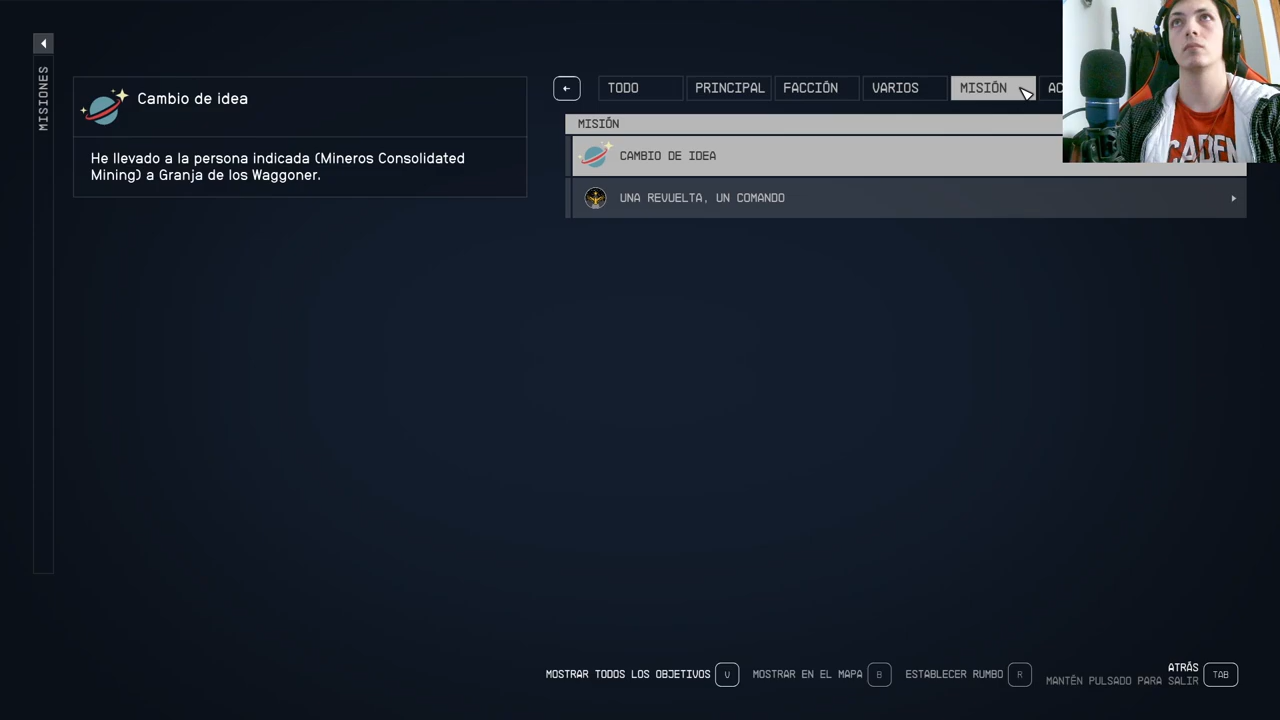 MISIONES
Cambio de idea
He llevado a la persona indicada (Mineros Consolidated
Mining) a Granja de los Waggoner.
TODO
PRINCIPAL
FACCIÓN
VARIOS
MISIÓN
AC
MISIÓN
CAMBIO DE IDEA
UNA REVUELTA, UN COMANDO
MOSTRAR TODOS LOS OBJETIVOS U
MOSTRAR EN EL MAPA B
ESTABLECER RUMBO R
ATRÁS
MANTÉN PULSADO PARA SALIR TAB